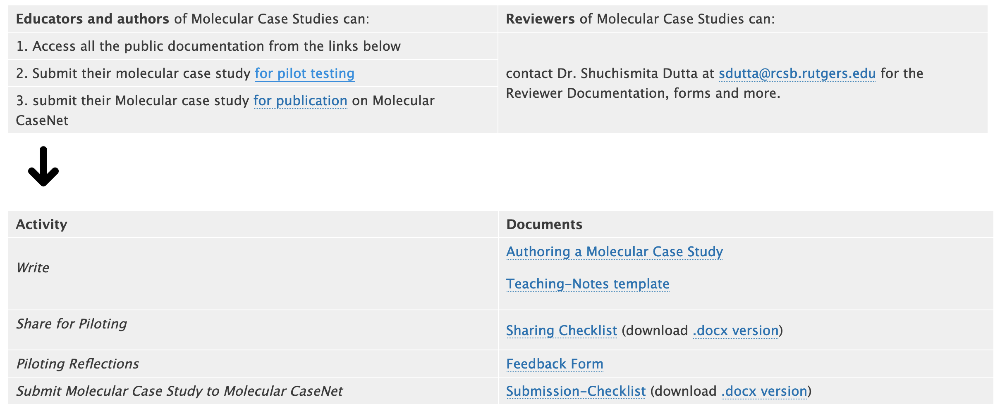 Educators and authors of Molecular Case Studies can:
Reviewers of Molecular Case Studies can:
1. Access all the public documentation from the links below
2. Submit their molecular case study for pilot testing
3. submit their Molecular case study for publication on Molecular
CaseNet
contact Dr. Shuchismita Dutta at sdutta@rcsb.rutgers.edu for the
Reviewer Documentation, forms and more.
Activity
Documents
Write
Authoring a Molecular Case Study
Teaching-Notes template
Share for Piloting
Sharing Checklist (download .docx version)
Piloting Reflections
Feedback Form
Submit Molecular Case Study to Molecular CaseNet
Submission-Checklist (download .docx version)